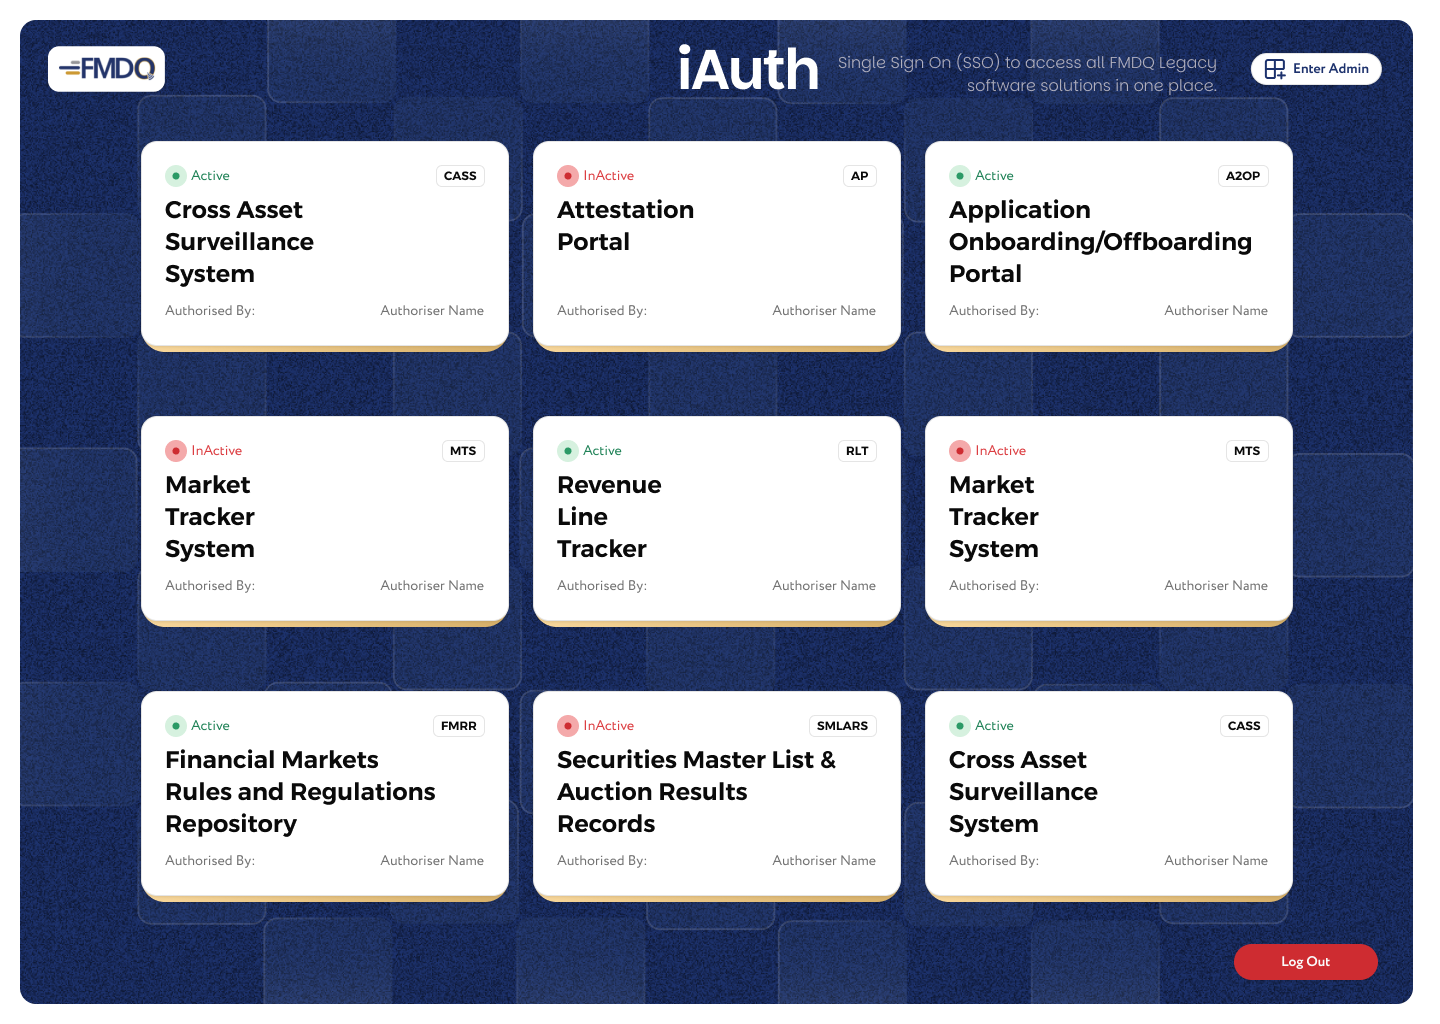 FMDQ
iAuth
Single Sign On (SSO) to access all FMDQ Legacy
software solutions in one place.
Enter Admin
Active
CASS
Cross Asset
Surveillance
System
Authorised By:
Authoriser Name
InActive
AP
Attestation
Portal
Authorised By:
Authoriser Name
Active
A2OP
Application
Onboarding/Offboarding
Portal
Authorised By:
Authoriser Name
InActive
MTS
Market
Tracker
System
Authorised By:
Authoriser Name
Active
RLT
Revenue
Line
Tracker
Authorised By:
Authoriser Name
InActive
MTS
Market
Tracker
System
Authorised By:
Authoriser Name
Active
FMRR
Financial Markets
Rules and Regulations
Repository
Authorised By:
Authoriser Name
InActive
SMLARS
Securities Master List &
Auction Results
Records
Authorised By:
Authoriser Name
Active
CASS
Cross Asset
Surveillance
System
Authorised By:
Authoriser Name
Log Out